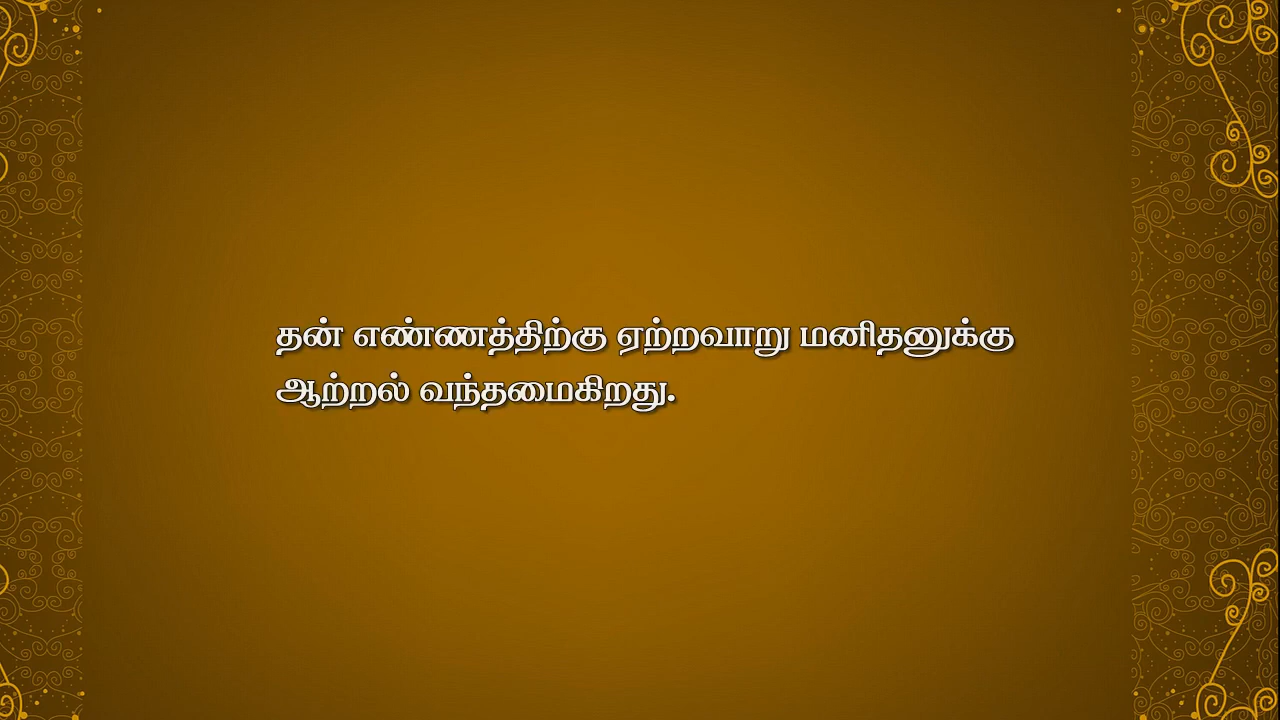 தன் எண்ணத்திற்கு ஏற்றவாறு மனிதனுக்கு
ஆற்றல் வந்தமைகிறது.